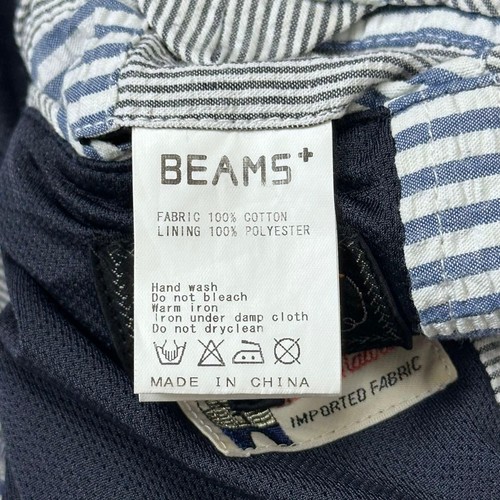 BEAMS+
FABRIC 100% COTTON
LINING 100% POLYESTER
Hand wash
Do not bleach
Warm iron
Iron under damp cloth
Do not dryclean
MADE IN CHINA
IMPORTED FABRIC